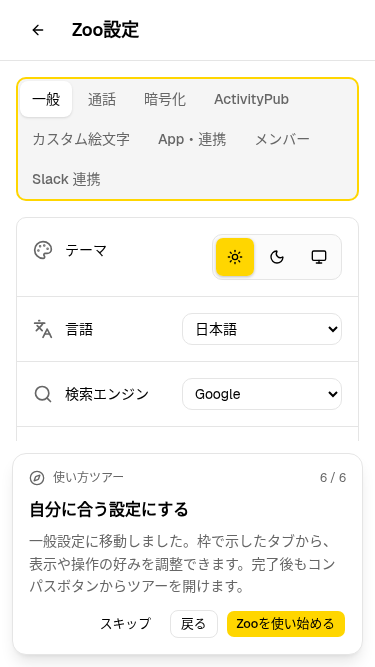 Zoo設定
一般 通話 暗号化 ActivityPub
カスタム絵文字 App・連携 メンバー
Slack 連携
テーマ
言語 日本語
検索エンジン Google
使い方ツアー 6 / 6
自分に合う設定にする
一般設定に移動しました。枠で示したタブから、
表示や操作の好みを調整できます。完了後もコン
パスボタンからツアーを開けます。
スキップ 戻る Zooを使い始める